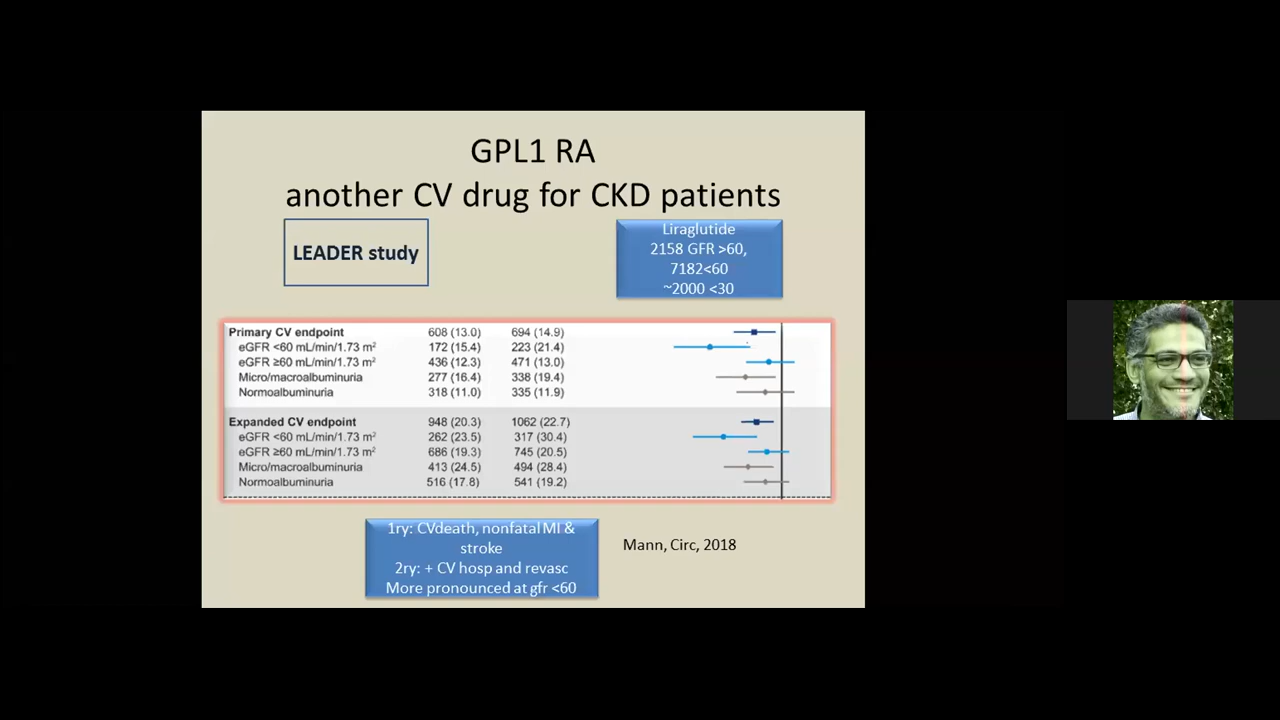 GPL1 RA
another CV drug for CKD patients
LEADER study
Liraglutide
2158 GFR >60,
7182<60
~2000 <30
Primary CV endpoint 608 (13.0) 694 (14.9)
eGFR <60 mL/min/1.73 m² 172 (15.4) 223 (21.4)
eGFR ≥60 mL/min/1.73 m² 436 (12.3) 471 (13.0)
Micro/macroalbuminuria 277 (16.4) 338 (19.4)
Normoalbuminuria 318 (11.0) 335 (11.9)
Expanded CV endpoint 948 (20.3) 1062 (22.7)
eGFR <60 mL/min/1.73 m² 262 (23.5) 317 (30.4)
eGFR ≥60 mL/min/1.73 m² 686 (19.3) 745 (20.5)
Micro/macroalbuminuria 413 (24.5) 494 (28.4)
Normoalbuminuria 516 (17.8) 541 (19.2)
1ry: CVdeath, nonfatal MI &
stroke
2ry: + CV hosp and revasc
More pronounced at gfr <60
Mann, Circ, 2018